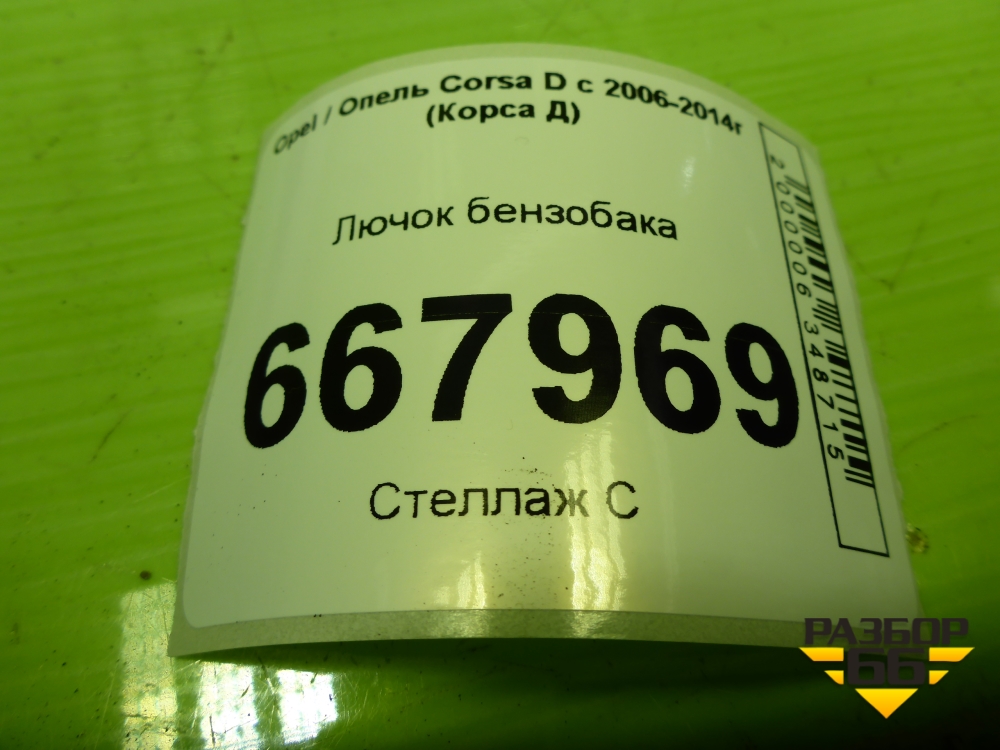 Opel / Опель Corsa D с 2006-2014г
(Корса Д)
Лючок бензобака
667969
Стеллаж С
2000006348715
РАЗБОР
66